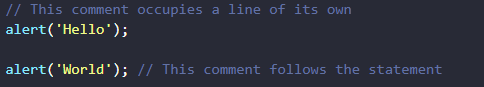 // This comment occupies a line of its own
alert('Hello');
alert('World'); // This comment follows the statement